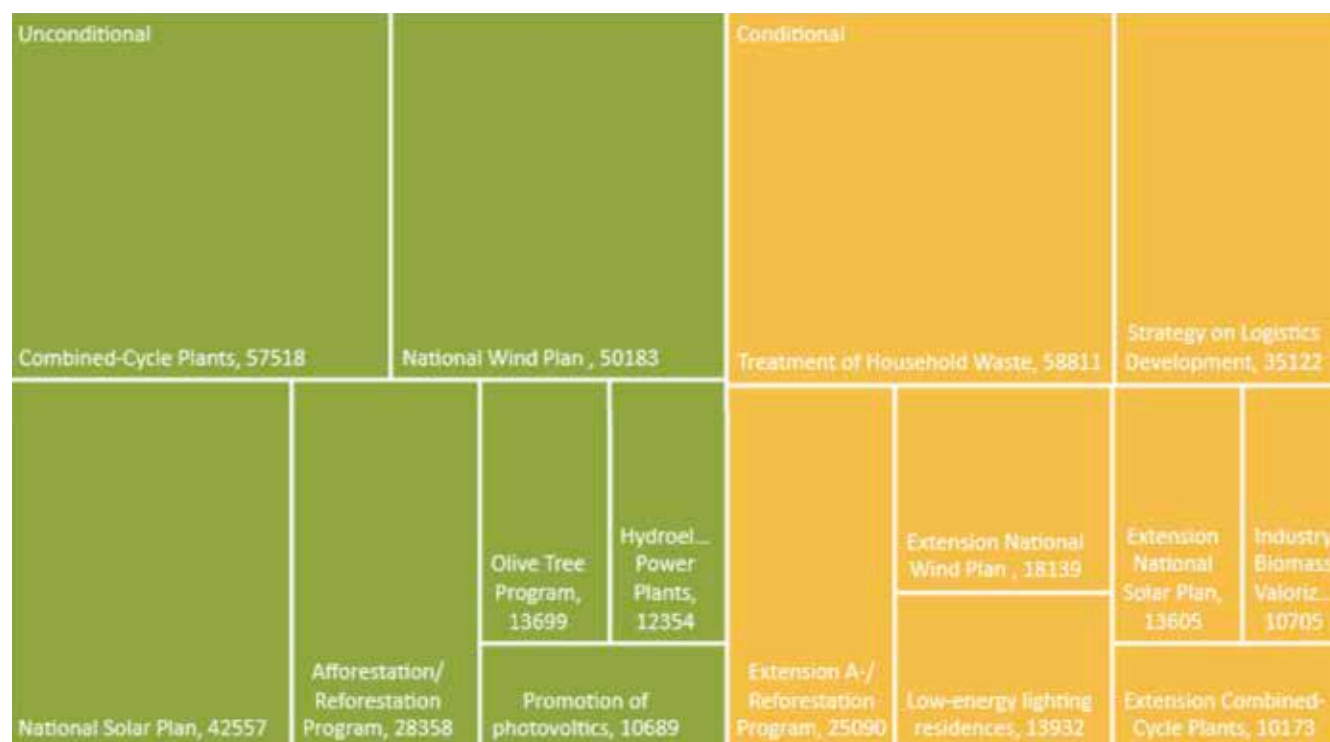 Unconditional
Combined-Cycle Plants, 57518
National Wind Plan , 50183
National Solar Plan, 42557
Afforestation/
Reforestation
Program, 28358
Olive Tree
Program,
13699
Hydroel...
Power
Plants,
12354
Promotion of
photovoltics, 10689
Conditional
Treatment of Household Waste, 58811
Strategy on Logistics
Development, 35122
Extension A-/
Reforestation
Program, 25090
Extension National
Wind Plan , 18139
Low-energy lighting
residences, 13932
Extension
National
Solar Plan,
13605
Industry
Biomass
Valoriz...
10705
Extension Combined-
Cycle Plants, 10173